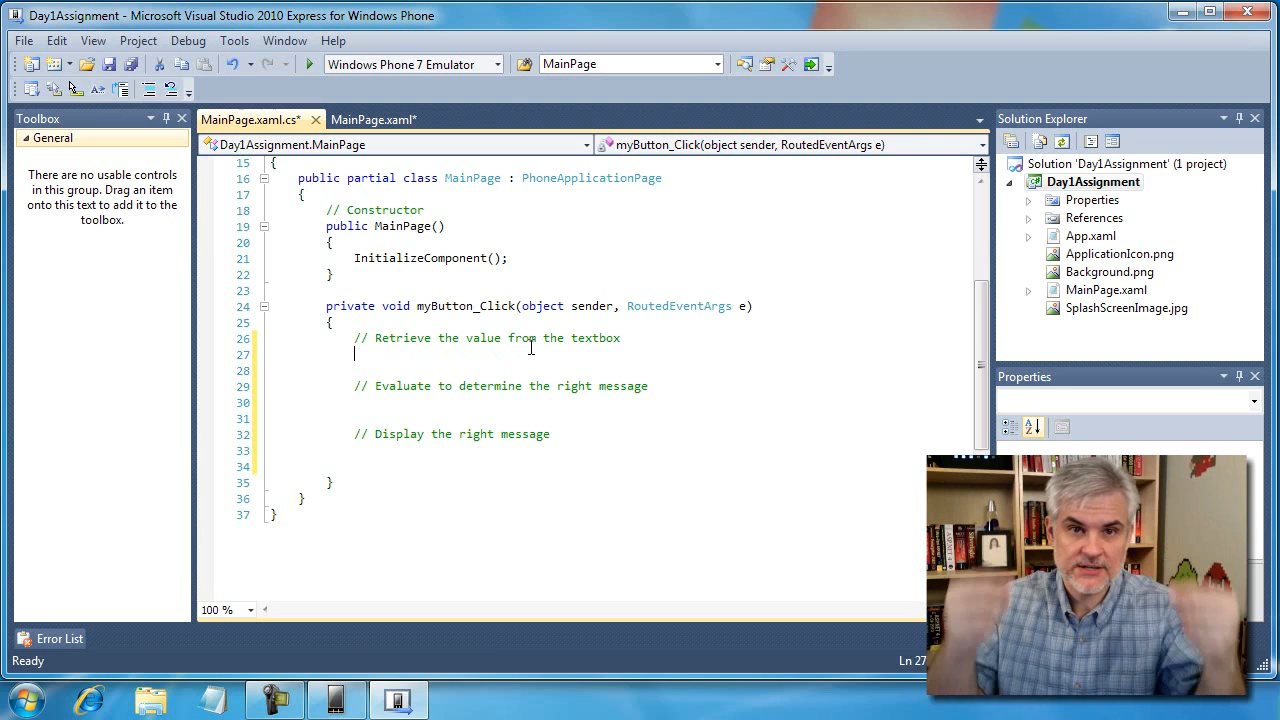 Day1Assignment - Microsoft Visual Studio 2010 Express for Windows Phone
File Edit View Project Debug Tools Window Help
Windows Phone 7 Emulator MainPage
Toolbox
General
There are no usable controls
in this group. Drag an item
onto this text to add it to the
toolbox.
MainPage.xaml.cs* MainPage.xaml*
Day1Assignment.MainPage myButton_Click(object sender, RoutedEventArgs e)
15 {
16 public partial class MainPage : PhoneApplicationPage
17 {
18 // Constructor
19 public MainPage()
20 {
21 InitializeComponent();
22 }
23
24 private void myButton_Click(object sender, RoutedEventArgs e)
25 {
26 // Retrieve the value from the textbox
27
28
29 // Evaluate to determine the right message
30
31
32 // Display the right message
33
34
35 }
36 }
37 }
100 %
Solution Explorer
Solution 'Day1Assignment' (1 project)
Day1Assignment
Properties
References
App.xaml
ApplicationIcon.png
Background.png
MainPage.xaml
SplashScreenImage.jpg
Properties
Error List
Ready Ln 27